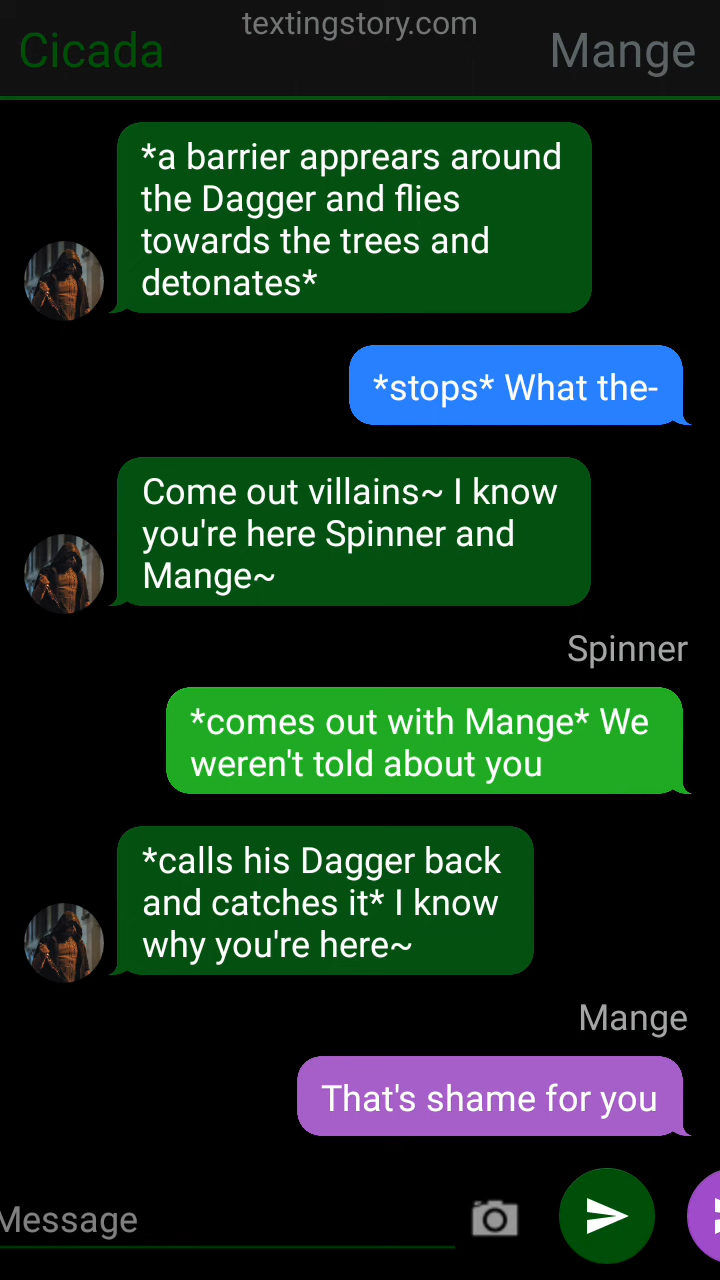 textingstory.com
Cicada
Mange
*a barrier apprears around
the Dagger and flies
towards the trees and
detonates*
*stops* What the-
Come out villains~ I know
you're here Spinner and
Mange~
Spinner
*comes out with Mange* We
weren't told about you
*calls his Dagger back
and catches it* I know
why you're here~
Mange
That's shame for you
Message